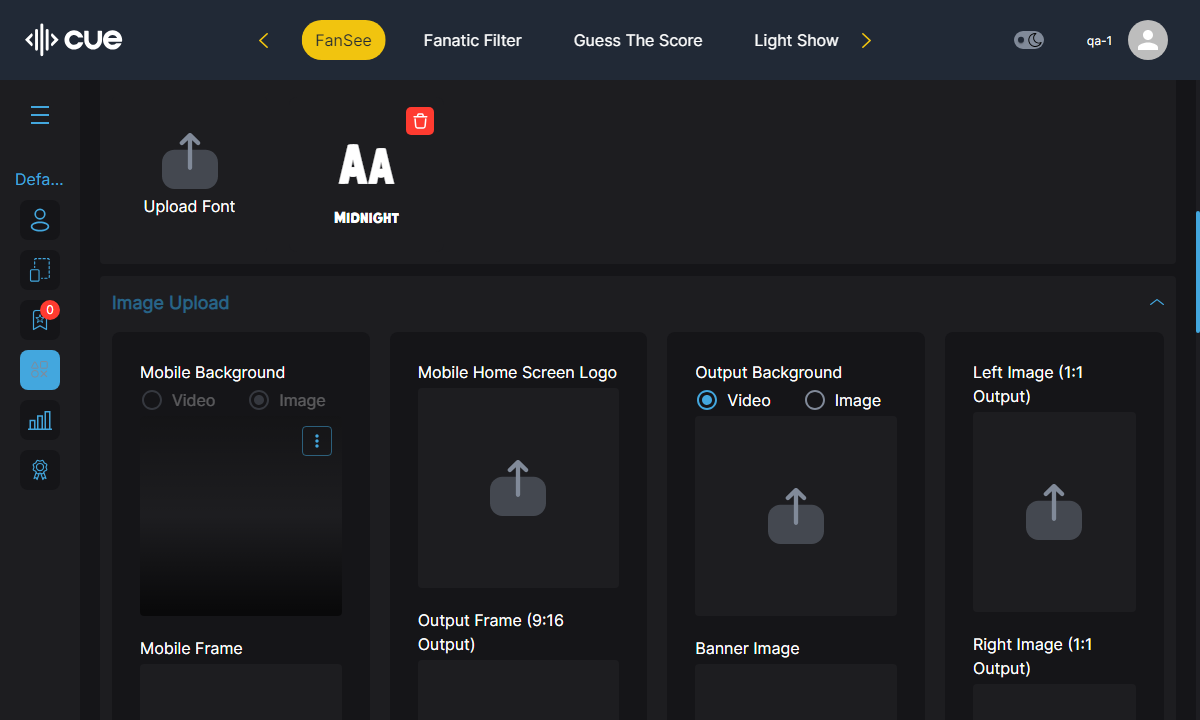 cue
FanSee
Fanatic Filter
Guess The Score
Light Show
qa-1
Defa...
0
Upload Font
AA
MIDNIGHT
Image Upload
Mobile Background
Video
Image
Mobile Home Screen Logo
Output Background
Video
Image
Left Image (1:1
Output)
Mobile Frame
Output Frame (9:16
Output)
Banner Image
Right Image (1:1
Output)